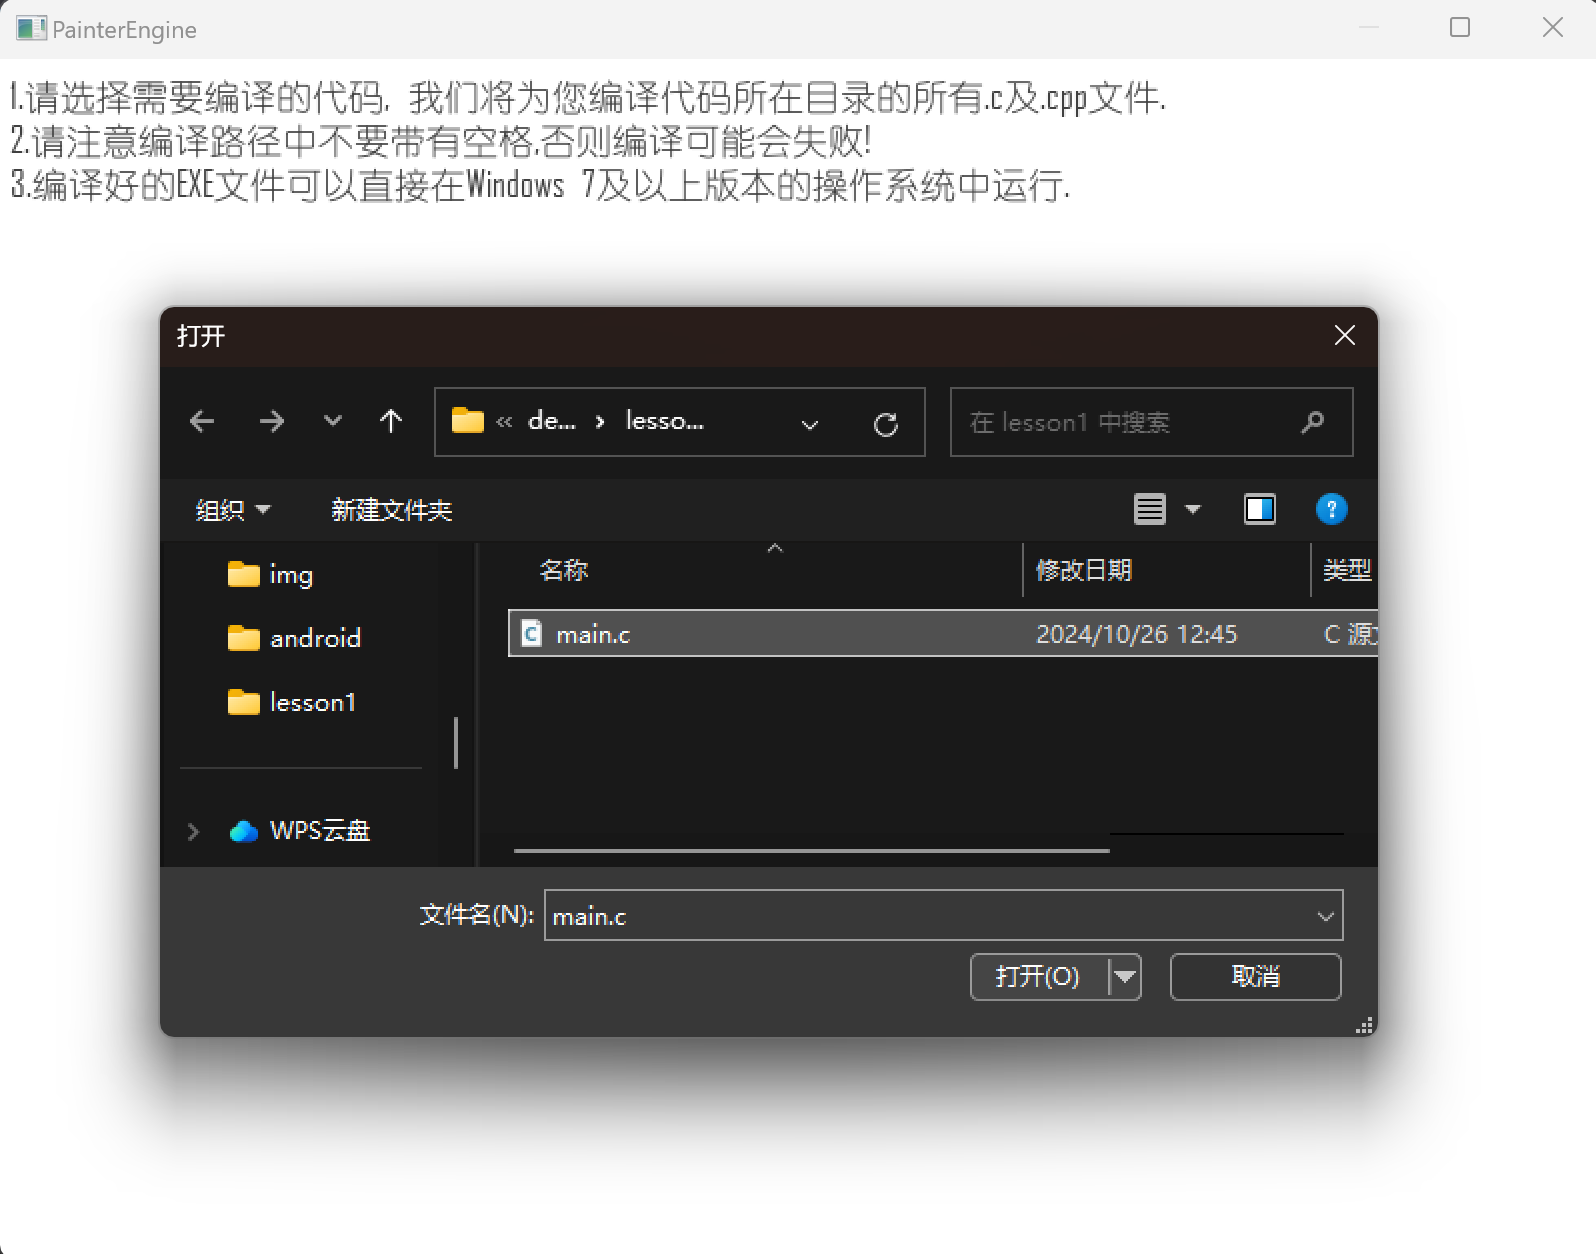 PainterEngine
1.请选择需要编译的代码, 我们将为您编译代码所在目录的所有.c及.cpp文件.
2.请注意编译路径中不要带有空格,否则编译可能会失败!
3.编译好的EXE文件可以直接在Windows 7及以上版本的操作系统中运行.
打开
« de... › lesso...
在 lesson1 中搜索
组织 新建文件夹
名称 修改日期 类型
img
android
lesson1
WPS云盘
main.c 2024/10/26 12:45 C 源
文件名(N): main.c
打开(O) 取消